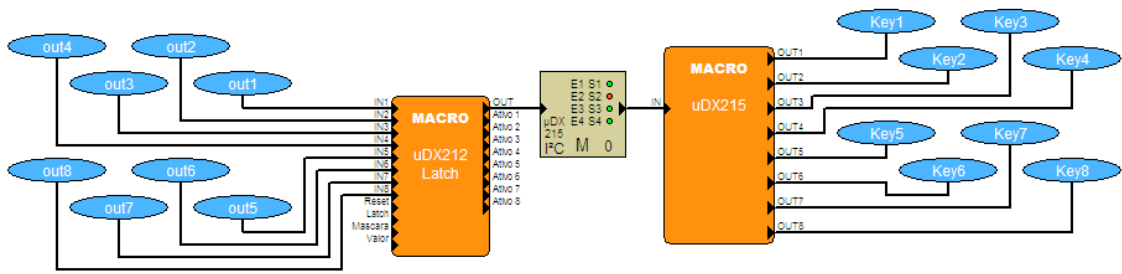 out4
out2
out3
out1
out8
out6
out7
out5
IN1
IN2
IN3
IN4
IN5
IN6
IN7
IN8
Reset
Latch
Mascara
Valor
MACRO
uDX212
Latch
OUT
Ativo 1
Ativo 2
Ativo 3
Ativo 4
Ativo 5
Ativo 6
Ativo 7
Ativo 8
E1 S1
E2 S2
E3 S3
E4 S4
µDX
215
I²C M 0
IN
MACRO
uDX215
OUT1
OUT2
OUT3
OUT4
OUT5
OUT6
OUT7
OUT8
Key1
Key3
Key2
Key4
Key5
Key7
Key6
Key8